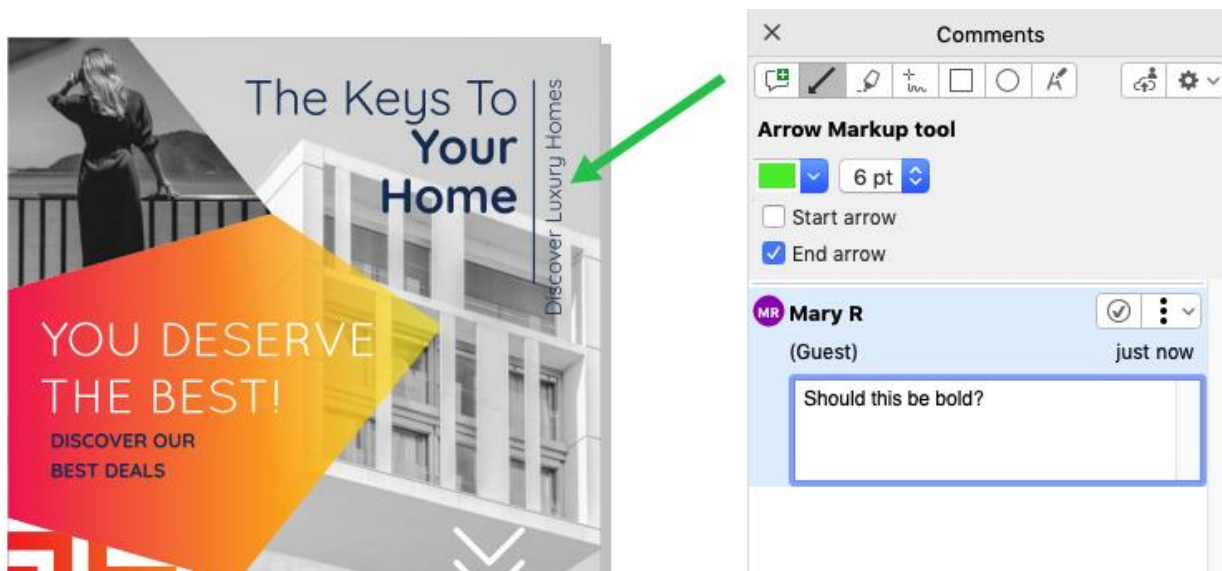 The Keys To
Your
Home
Discover Luxury Homes
YOU DESERVE
THE BEST!
DISCOVER OUR
BEST DEALS
Comments
Arrow Markup tool
6 pt
Start arrow
End arrow
MR Mary R
(Guest) just now
Should this be bold?